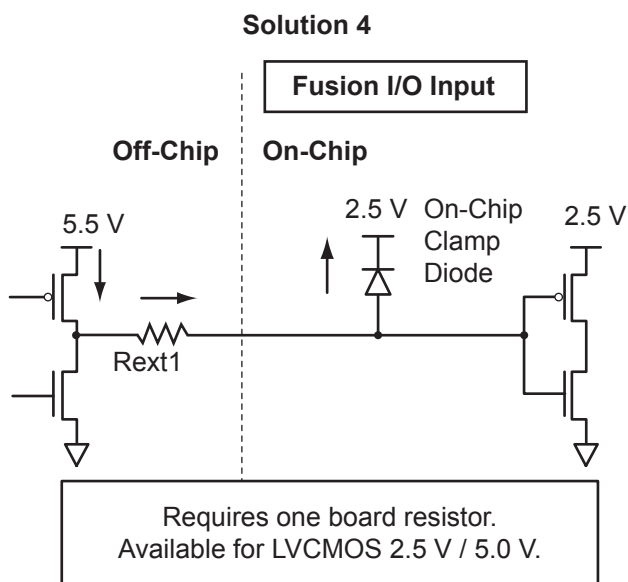 Solution 4
Fusion I/O Input
Off-Chip
On-Chip
5.5 V
2.5 V
On-Chip
Clamp
Diode
2.5 V
Rext1
Requires one board resistor.
Available for LVCMOS 2.5 V / 5.0 V.